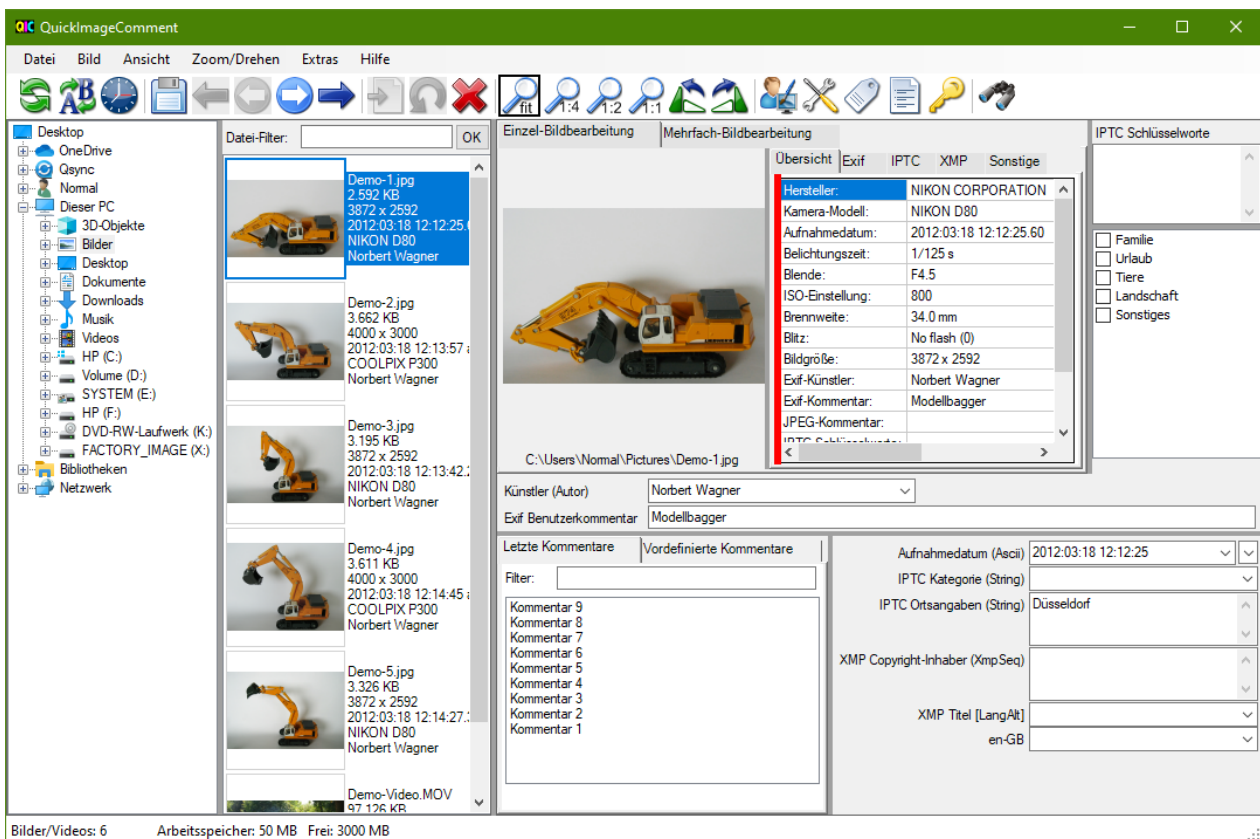 QuickImageComment
Datei Bild Ansicht Zoom/Drehen Extras Hilfe
fit 1:4 1:2 1:1
Desktop
OneDrive
Qsync
Normal
Dieser PC
3D-Objekte
Bilder
Desktop
Dokumente
Downloads
Musik
Videos
HP (C:)
Volume (D:)
SYSTEM (E:)
HP (F:)
DVD-RW-Laufwerk (K:)
FACTORY_IMAGE (X:)
Bibliotheken
Netzwerk
Datei-Filter: OK
Demo-1.jpg
2.592 KB
3872 x 2592
2012:03:18 12:12:25.
NIKON D80
Norbert Wagner
Demo-2.jpg
3.662 KB
4000 x 3000
2012:03:18 12:13:57
COOLPIX P300
Norbert Wagner
Demo-3.jpg
3.195 KB
3872 x 2592
2012:03:18 12:13:42.
NIKON D80
Norbert Wagner
Demo-4.jpg
3.611 KB
4000 x 3000
2012:03:18 12:14:45
COOLPIX P300
Norbert Wagner
Demo-5.jpg
3.326 KB
3872 x 2592
2012:03:18 12:14:27.
NIKON D80
Norbert Wagner
Demo-Video.MOV
97.126 KB
Einzel-Bildbearbeitung Mehrfach-Bildbearbeitung
C:\Users\Normal\Pictures\Demo-1.jpg
Übersicht Exif IPTC XMP Sonstige
Hersteller: NIKON CORPORATION
Kamera-Modell: NIKON D80
Aufnahmedatum: 2012:03:18 12:12:25.60
Belichtungszeit: 1/125 s
Blende: F4.5
ISO-Einstellung: 800
Brennweite: 34.0 mm
Blitz: No flash (0)
Bildgröße: 3872 x 2592
Exif-Künstler: Norbert Wagner
Exif-Kommentar: Modellbagger
JPEG-Kommentar:
IPTC Schlüsselworte:
IPTC Schlüsselworte
Familie
Urlaub
Tiere
Landschaft
Sonstiges
Künstler (Autor) Norbert Wagner
Exif Benutzerkommentar Modellbagger
Letzte Kommentare Vordefinierte Kommentare
Filter:
Kommentar 9
Kommentar 8
Kommentar 7
Kommentar 6
Kommentar 5
Kommentar 4
Kommentar 3
Kommentar 2
Kommentar 1
Aufnahmedatum (Ascii) 2012:03:18 12:12:25
IPTC Kategorie (String)
IPTC Ortsangaben (String) Düsseldorf
XMP Copyright-Inhaber (XmpSeq)
XMP Titel [LangAlt]
en-GB
Bilder/Videos: 6 Arbeitsspeicher: 50 MB Frei: 3000 MB